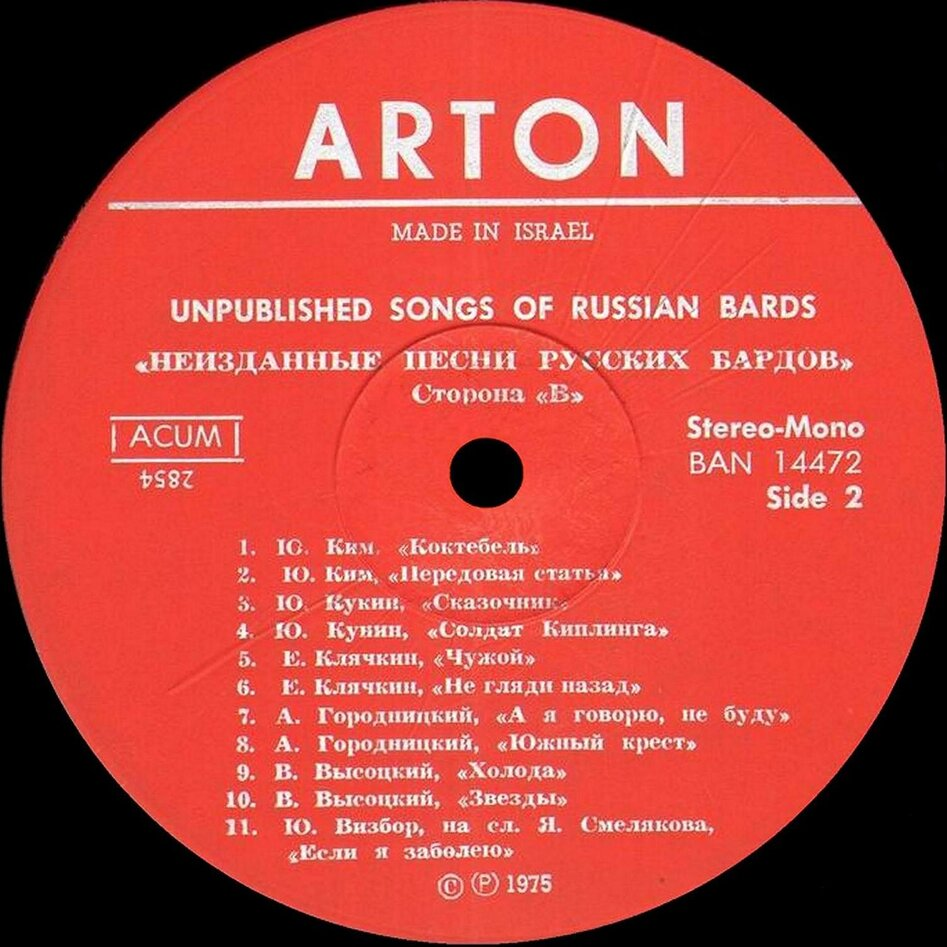 ARTON
MADE IN ISRAEL
UNPUBLISHED SONGS OF RUSSIAN BARDS
«НЕИЗДАННЫЕ ПЕСНИ РУССКИХ БАРДОВ»
Сторона «В»
ACUM
2854
Stereo-Mono
BAN 14472
Side 2
1. Ю. Ким, «Коктебель»
2. Ю. Ким, «Передовая статья»
3. Ю. Кукин, «Сказочник»
4. Ю. Кунин, «Солдат Киплинга»
5. Е. Клячкин, «Чужой»
6. Е. Клячкин, «Не гляди назад»
7. А. Городницкий, «А я говорю, не буду»
8. А. Городницкий, «Южный крест»
9. В. Высоцкий, «Холода»
10. В. Высоцкий, «Звезды»
11. Ю. Визбор, на сл. Я. Смелякова,
«Если я заболею»
© ℗ 1975